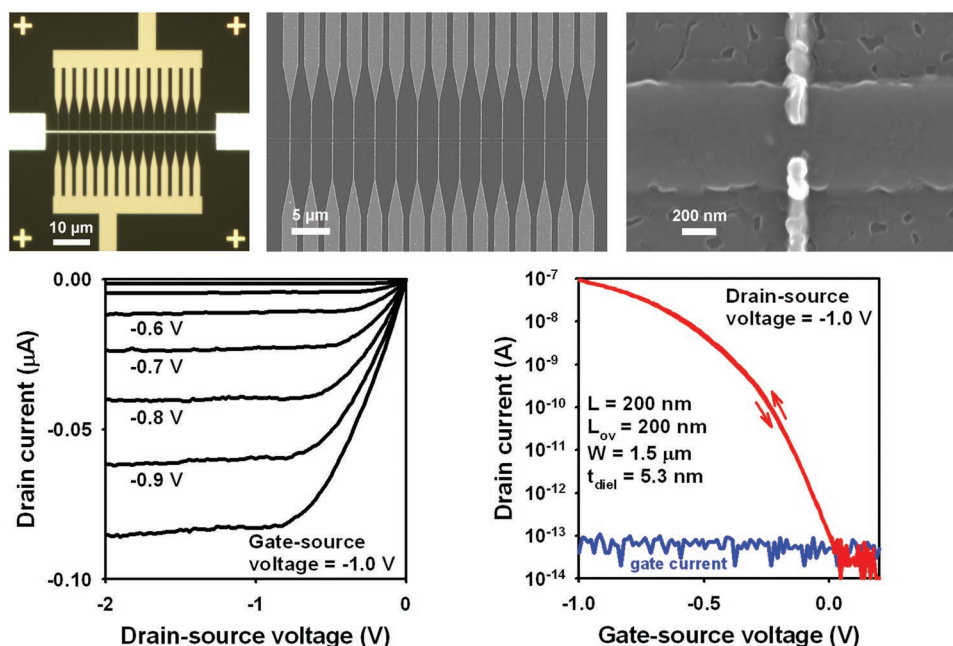 10 µm
5 µm
200 nm
0.00
-0.05
-0.10
-2
-1
0
Drain current (µA)
Drain-source voltage (V)
-0.6 V
-0.7 V
-0.8 V
-0.9 V
Gate-source
voltage = -1.0 V
10⁻⁷
10⁻⁸
10⁻⁹
10⁻¹⁰
10⁻¹¹
10⁻¹²
10⁻¹³
10⁻¹⁴
-1.0
-0.5
0.0
Drain current (A)
Gate-source voltage (V)
Drain-source
voltage = -1.0 V
L = 200 nm
Lₒᵥ = 200 nm
W = 1.5 µm
t_diel = 5.3 nm
gate current